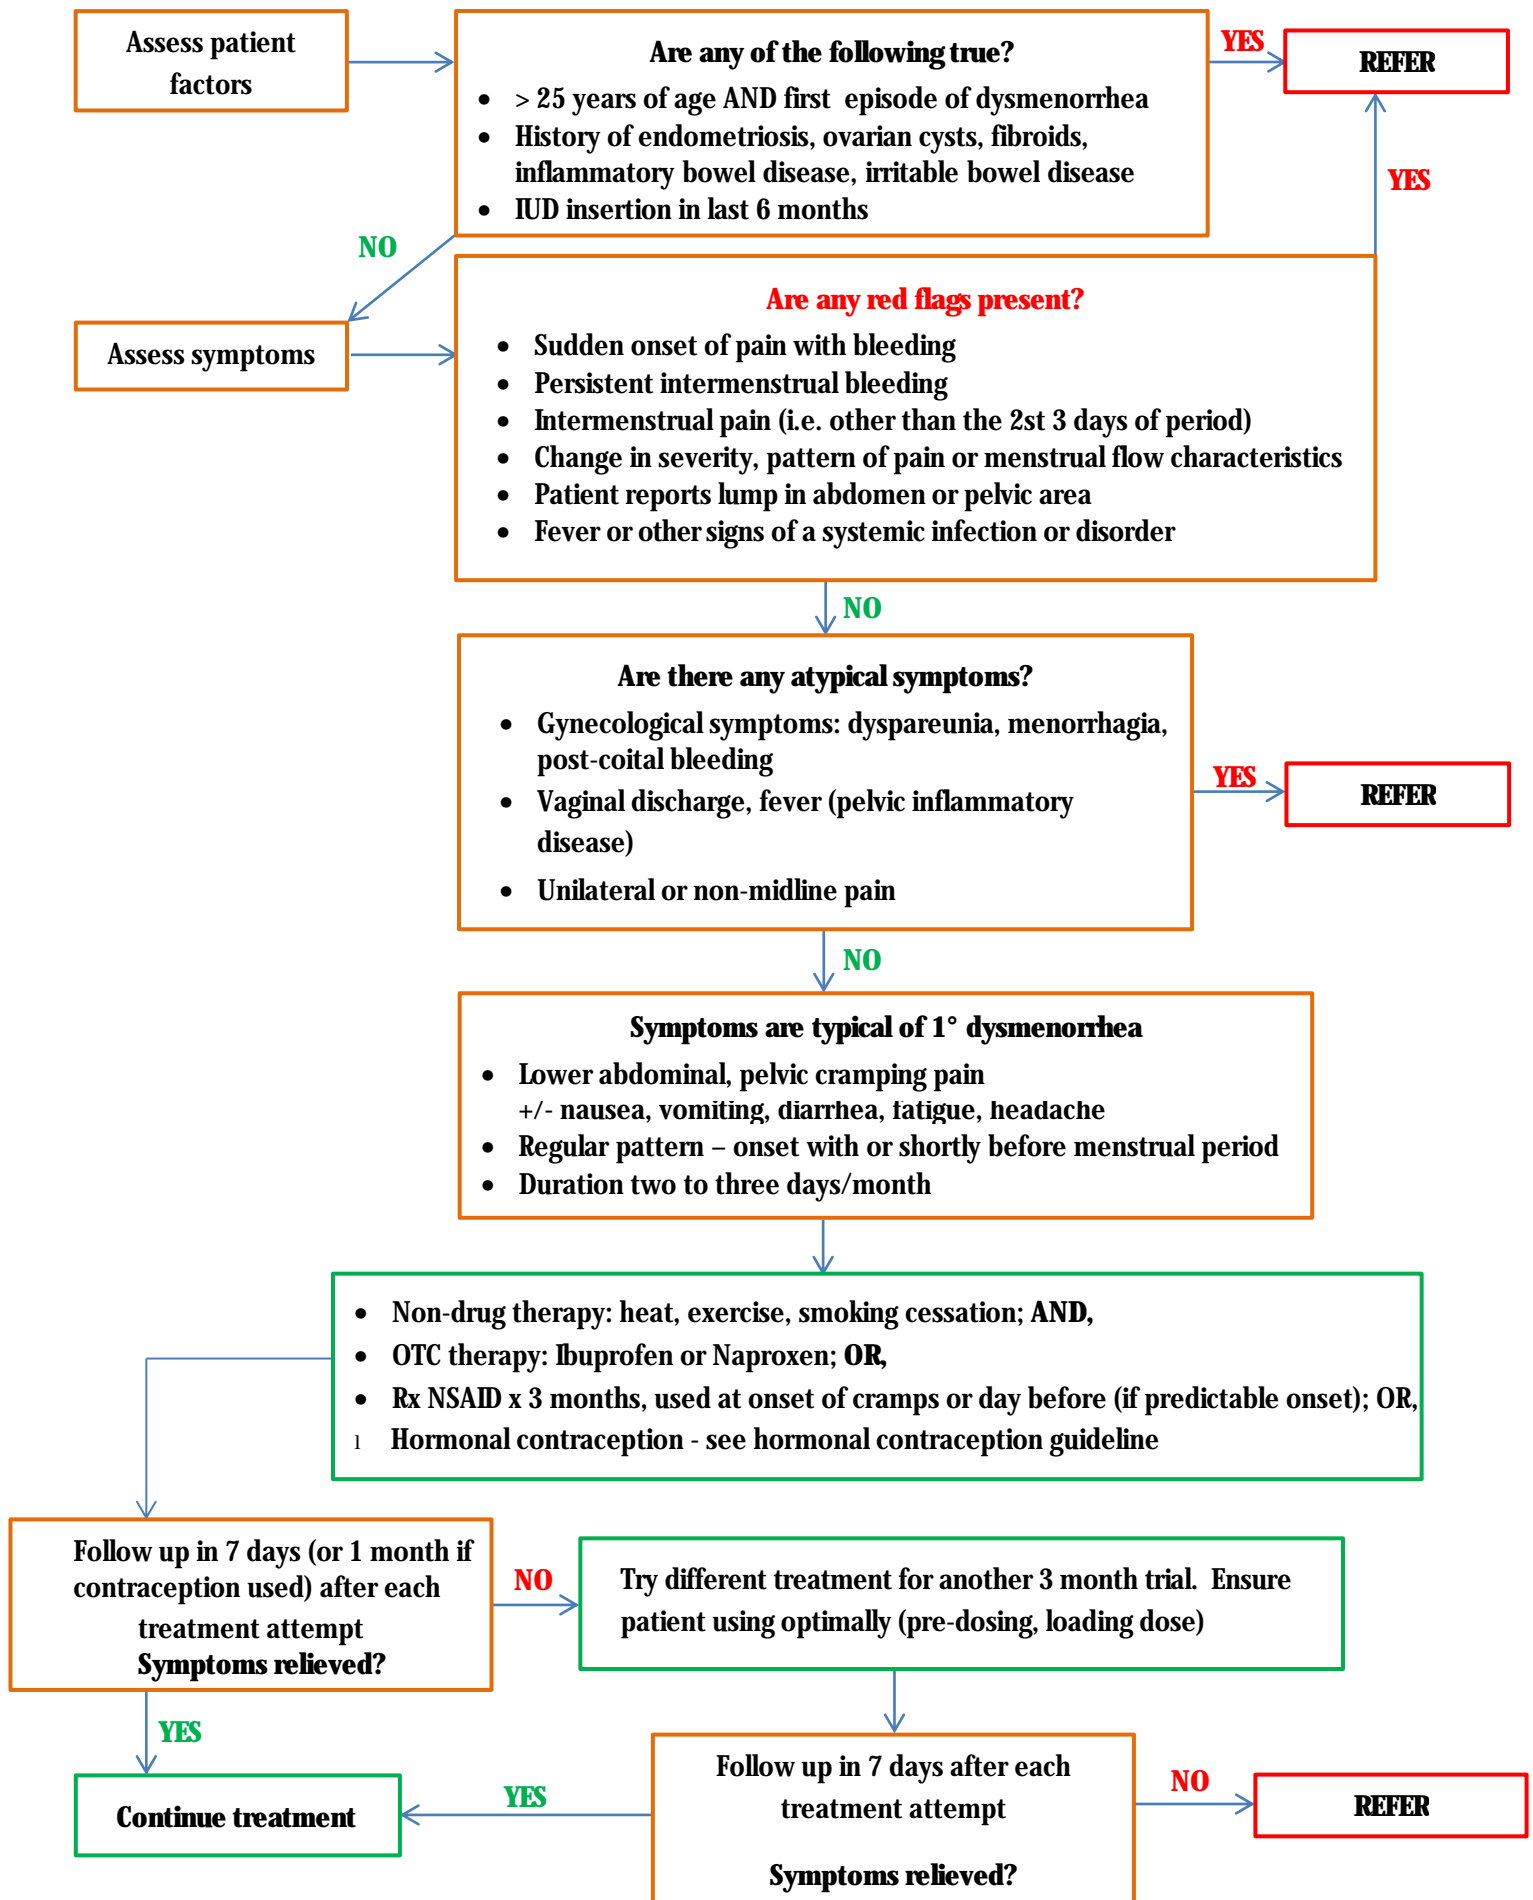 Assess patient
factors
Are any of the following true?
• > 25 years of age AND first episode of dysmenorrhea
• History of endometriosis, ovarian cysts, fibroids,
inflammatory bowel disease, irritable bowel disease
• IUD insertion in last 6 months
YES
REFER
YES
NO
Assess symptoms
Are any red flags present?
• Sudden onset of pain with bleeding
• Persistent intermenstrual bleeding
• Intermenstrual pain (i.e. other than the 2st 3 days of period)
• Change in severity, pattern of pain or menstrual flow characteristics
• Patient reports lump in abdomen or pelvic area
• Fever or other signs of a systemic infection or disorder
NO
Are there any atypical symptoms?
• Gynecological symptoms: dyspareunia, menorrhagia,
post-coital bleeding
• Vaginal discharge, fever (pelvic inflammatory
disease)
• Unilateral or non-midline pain
YES
REFER
NO
Symptoms are typical of 1° dysmenorrhea
• Lower abdominal, pelvic cramping pain
+/- nausea, vomiting, diarrhea, fatigue, headache
• Regular pattern – onset with or shortly before menstrual period
• Duration two to three days/month
• Non-drug therapy: heat, exercise, smoking cessation; AND,
• OTC therapy: Ibuprofen or Naproxen; OR,
• Rx NSAID x 3 months, used at onset of cramps or day before (if predictable onset); OR,
ı Hormonal contraception - see hormonal contraception guideline
Follow up in 7 days (or 1 month if
contraception used) after each
treatment attempt
Symptoms relieved?
NO
Try different treatment for another 3 month trial. Ensure
patient using optimally (pre-dosing, loading dose)
YES
Continue treatment
YES
Follow up in 7 days after each
treatment attempt
Symptoms relieved?
NO
REFER